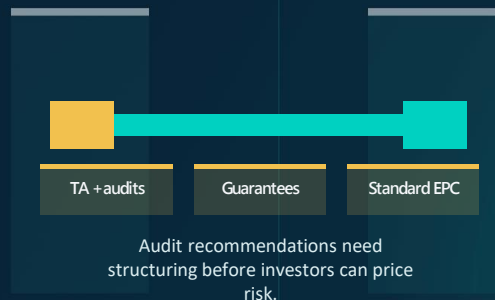 TA + audits
Guarantees
Standard EPC
Audit recommendations need
structuring before investors can price
risk.